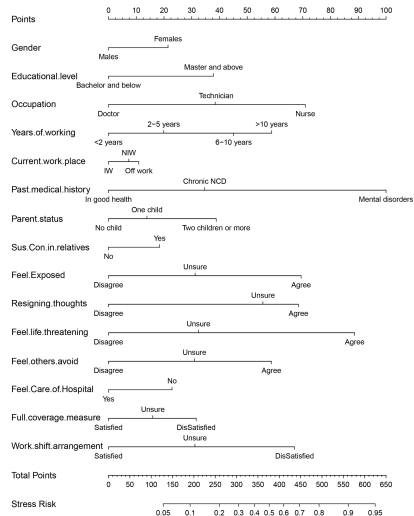 Points 0 10 20 30 40 50 60 70 80 90 100
Females
Gender
Males
Master and above
Educational.level
Bachelor and below
Technician
Occupation
Doctor Nurse
2−5 years >10 years
Years.of.working
<2 years 6−10 years
NIW
Current.work.place
IW Off work
Chronic NCD
Past.medical.history
In good health Mental disorders
One child
Parent.status
No child Two children or more
Yes
Sus.Con.in.relatives
No
Unsure
Feel.Exposed
Disagree Agree
Unsure
Resigning.thoughts
Disagree Agree
Unsure
Feel.life.threatening
Disagree Agree
Unsure
Feel.others.avoid
Disagree Agree
No
Feel.Care.of.Hospital
Yes
Unsure
Full.coverage.measure
Satisfied DisSatisfied
Unsure
Work.shift.arrangement
Satisfied DisSatisfied
Total Points
0 50 100 150 200 250 300 350 400 450 500 550 600 650
Stress Risk
0.05 0.1 0.2 0.3 0.4 0.5 0.6 0.7 0.8 0.9 0.95